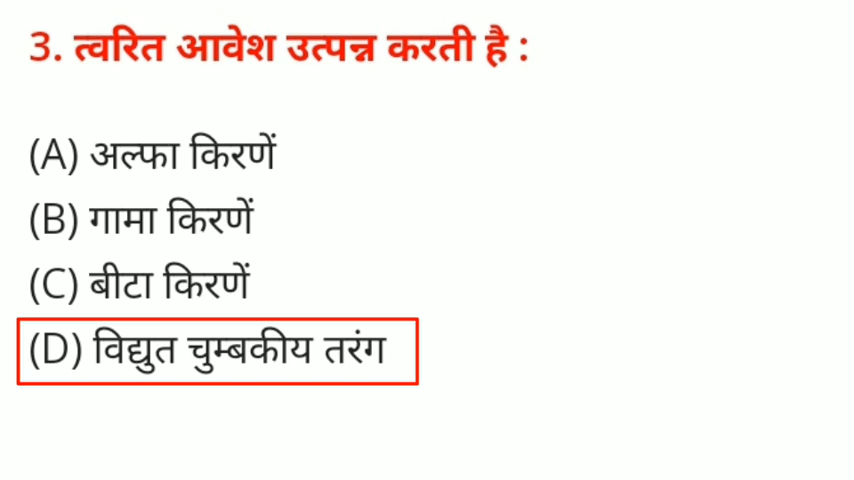 3. त्वरित आवेश उत्पन्न करती है :
(A) अल्फा किरणें
(B) गामा किरणें
(C) बीटा किरणें
(D) विद्युत चुम्बकीय तरंग